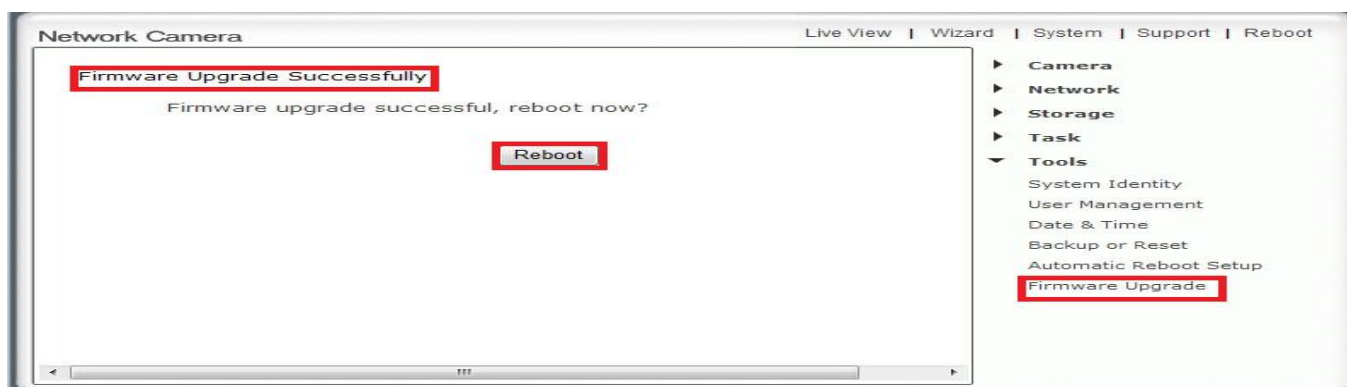 Network Camera
Live View | Wizard | System | Support | Reboot
Firmware Upgrade Successfully
Firmware upgrade successful, reboot now?
Reboot
Camera
Network
Storage
Task
Tools
System Identity
User Management
Date & Time
Backup or Reset
Automatic Reboot Setup
Firmware Upgrade